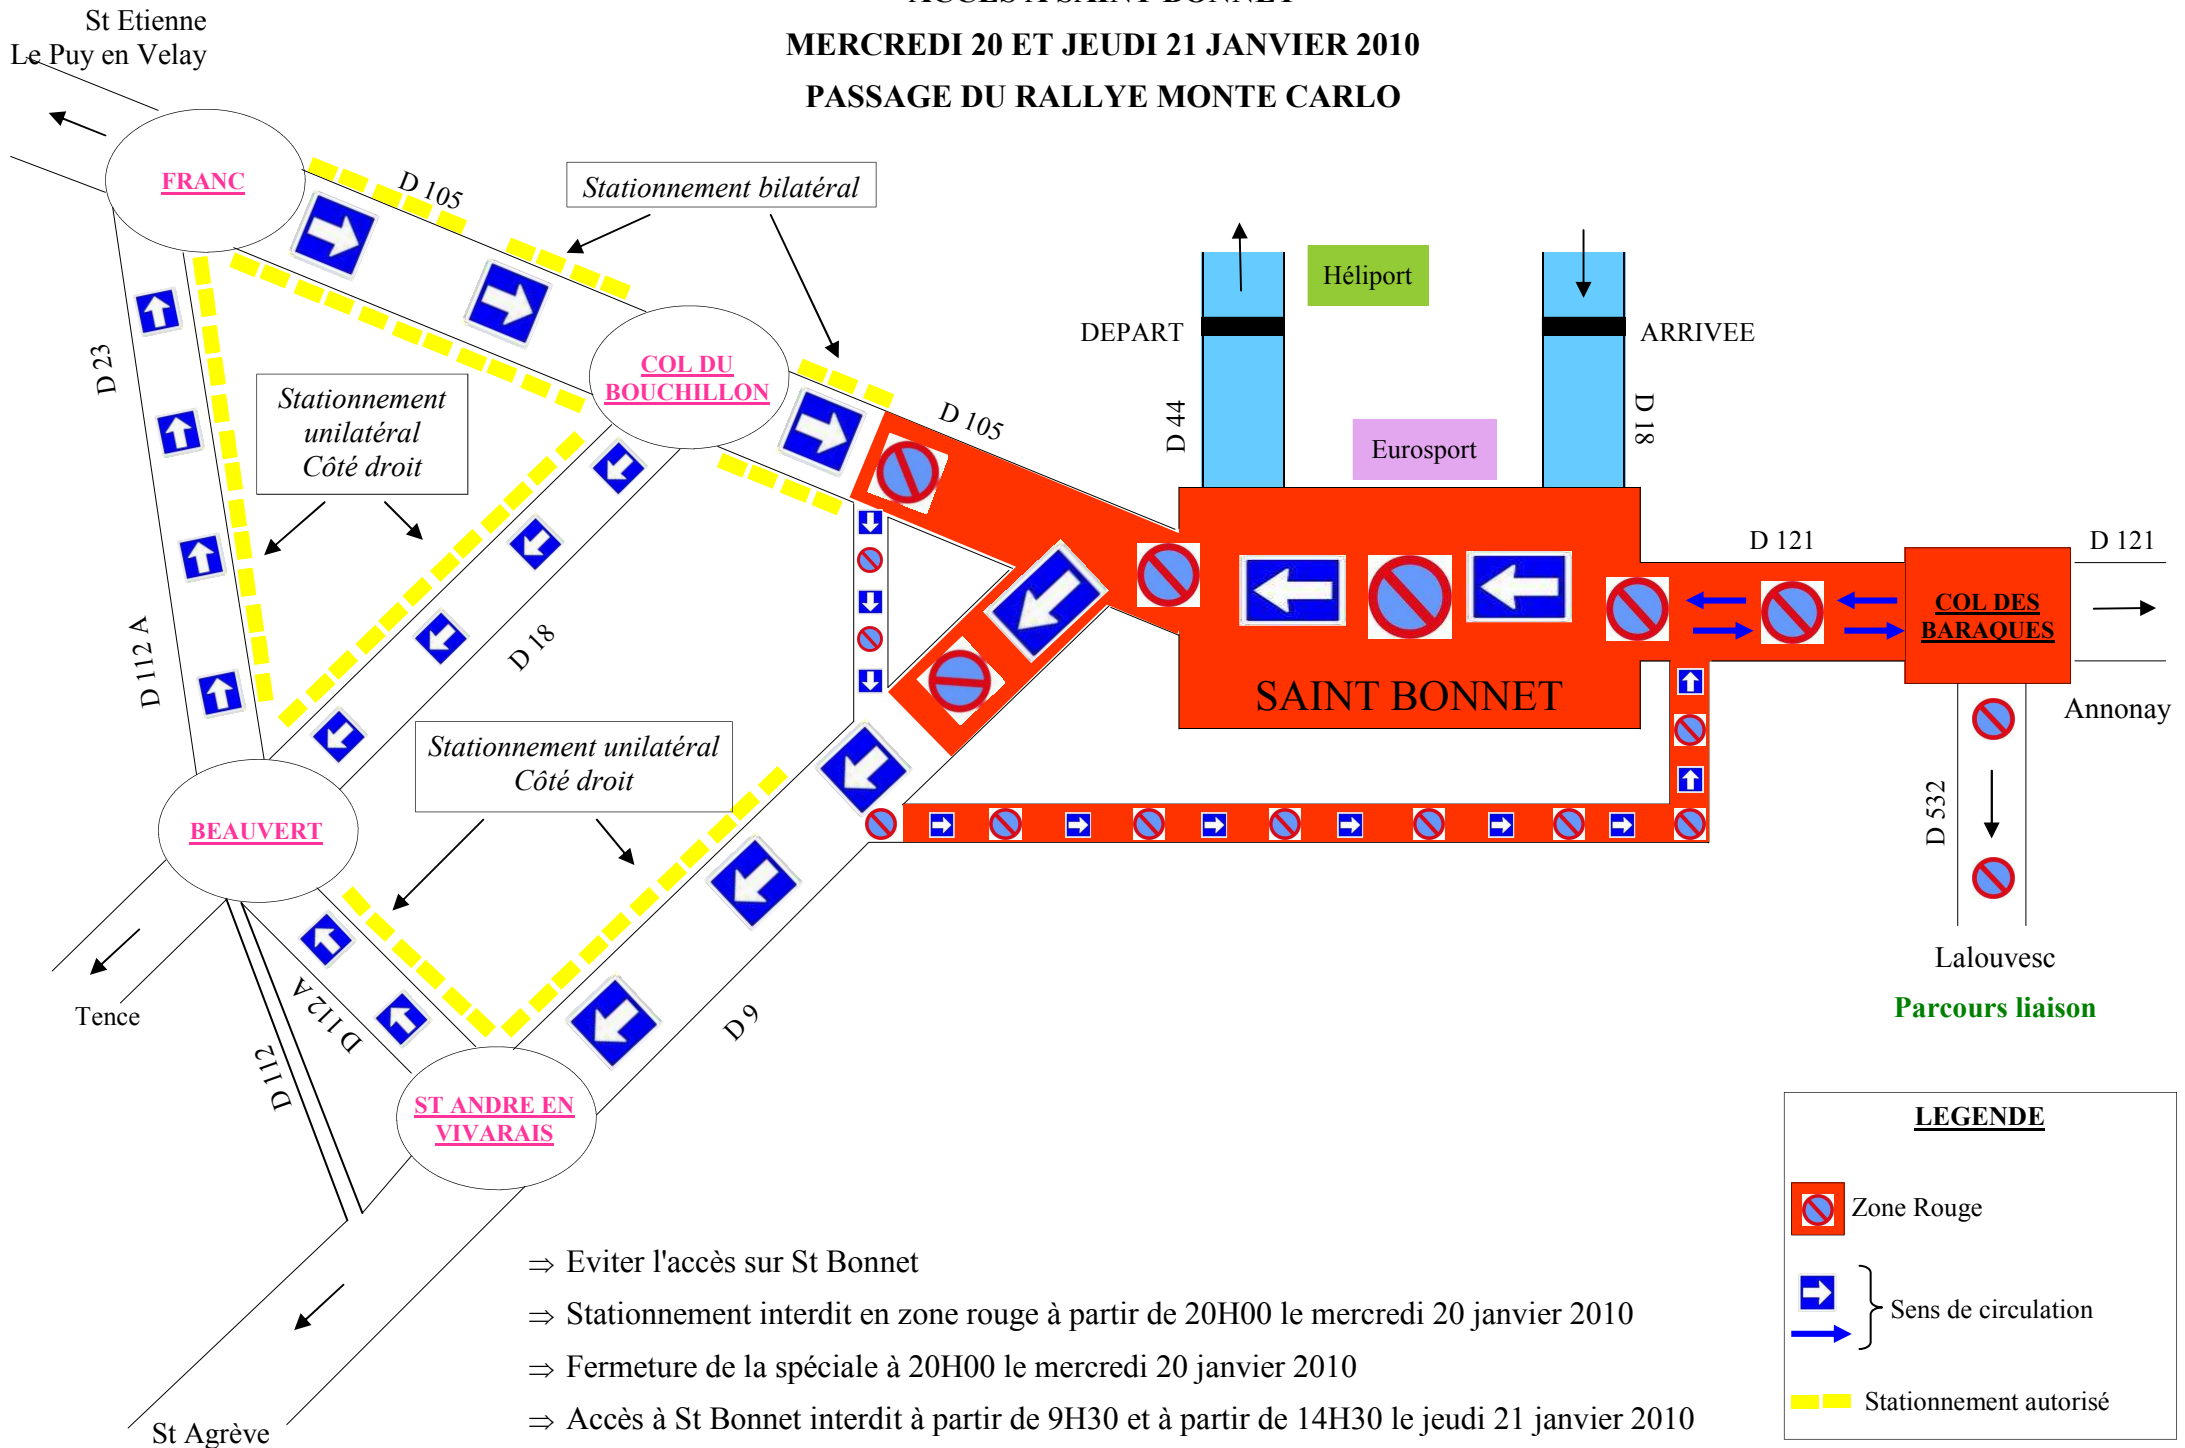 ACCES A SAINT BONNET
MERCREDI 20 ET JEUDI 21 JANVIER 2010
PASSAGE DU RALLYE MONTE CARLO
St Etienne
Le Puy en Velay
FRANC
D 105
Stationnement bilatéral
Héliport
DEPART
ARRIVEE
D 23
Stationnement
unilatéral
Côté droit
COL DU
BOUCHILLON
D 105
D 44
D 18
Eurosport
D 121
D 121
COL DES
BARAQUES
D 112 A
D 18
SAINT BONNET
Annonay
Stationnement unilatéral
Côté droit
BEAUVERT
D 532
Lalouvesc
Parcours liaison
Tence
D 112 A
D 9
D 112
ST ANDRE EN
VIVARAIS
LEGENDE
Zone Rouge
Sens de circulation
Stationnement autorisé
⇒ Eviter l'accès sur St Bonnet
⇒ Stationnement interdit en zone rouge à partir de 20H00 le mercredi 20 janvier 2010
⇒ Fermeture de la spéciale à 20H00 le mercredi 20 janvier 2010
⇒ Accès à St Bonnet interdit à partir de 9H30 et à partir de 14H30 le jeudi 21 janvier 2010
St Agrève